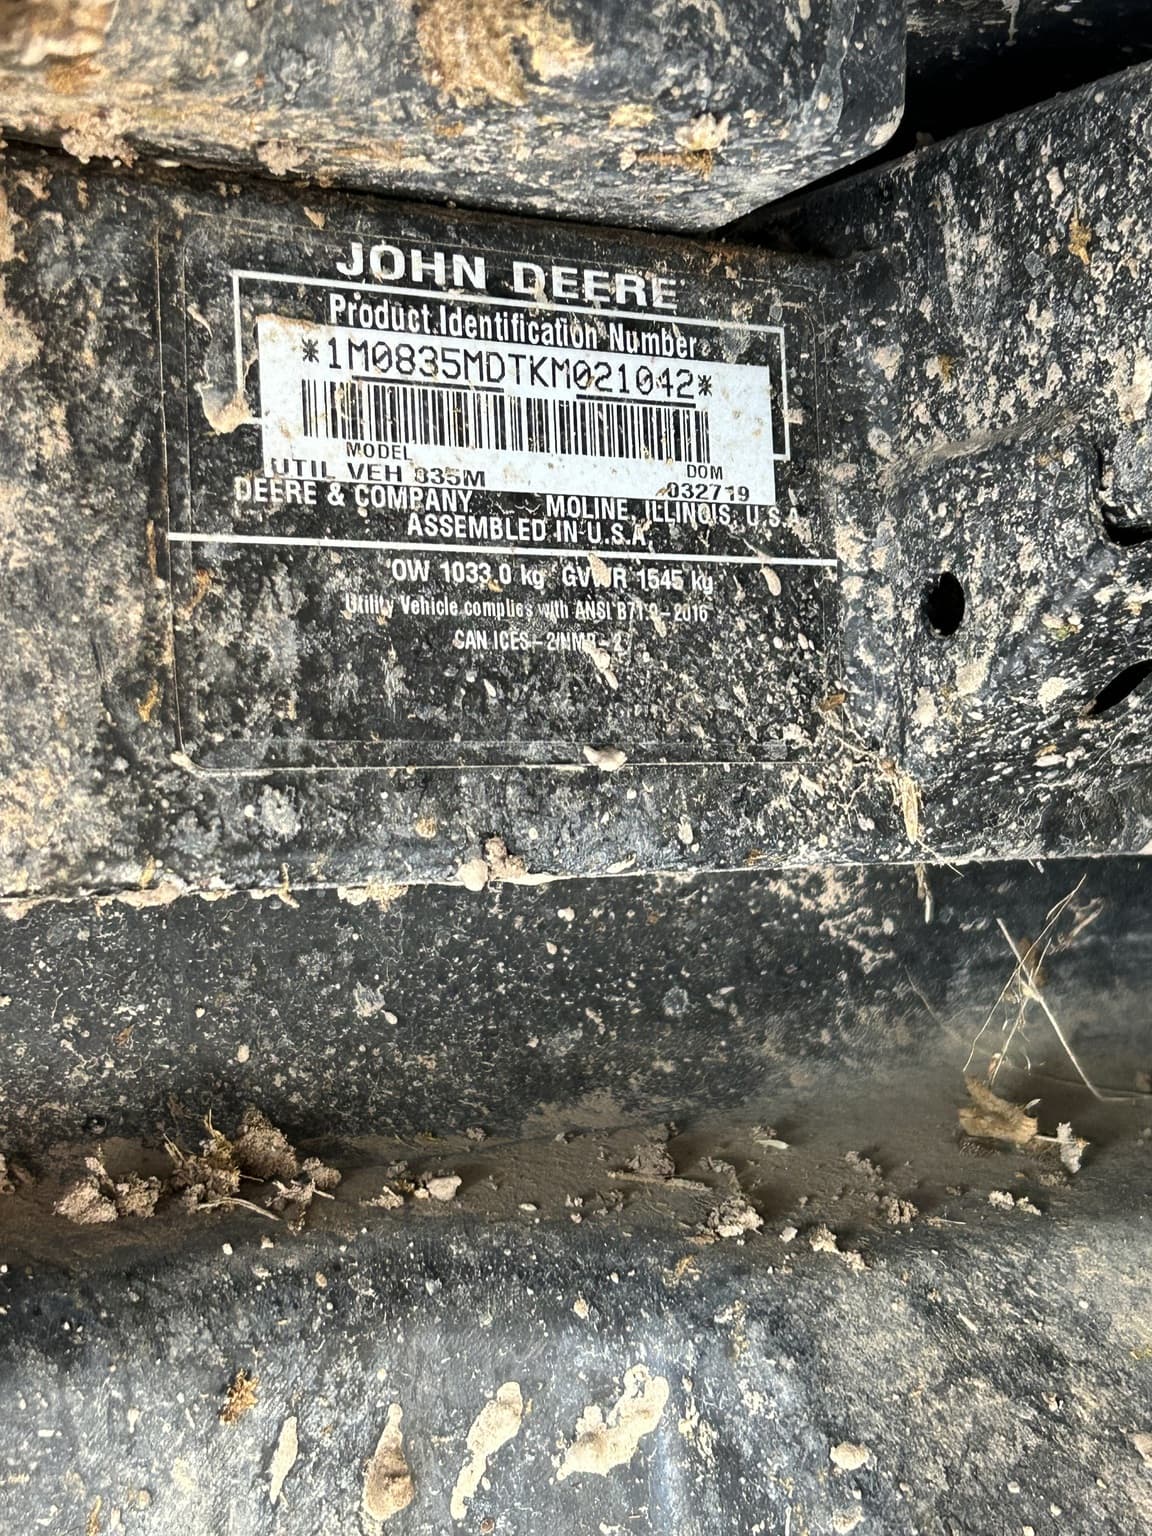 JOHN DEERE
Product Identification Number
*1M0835MDTKM021042*
MODEL DOM
UTIL VEH 835M 032719
DEERE & COMPANY MOLINE, ILLINOIS, U.S.A.
ASSEMBLED IN U.S.A.
OW 1033.0 kg GVWR 1545 kg
Utility Vehicle complies with ANSI B71.9-2016
CAN ICES-2/NMB-2